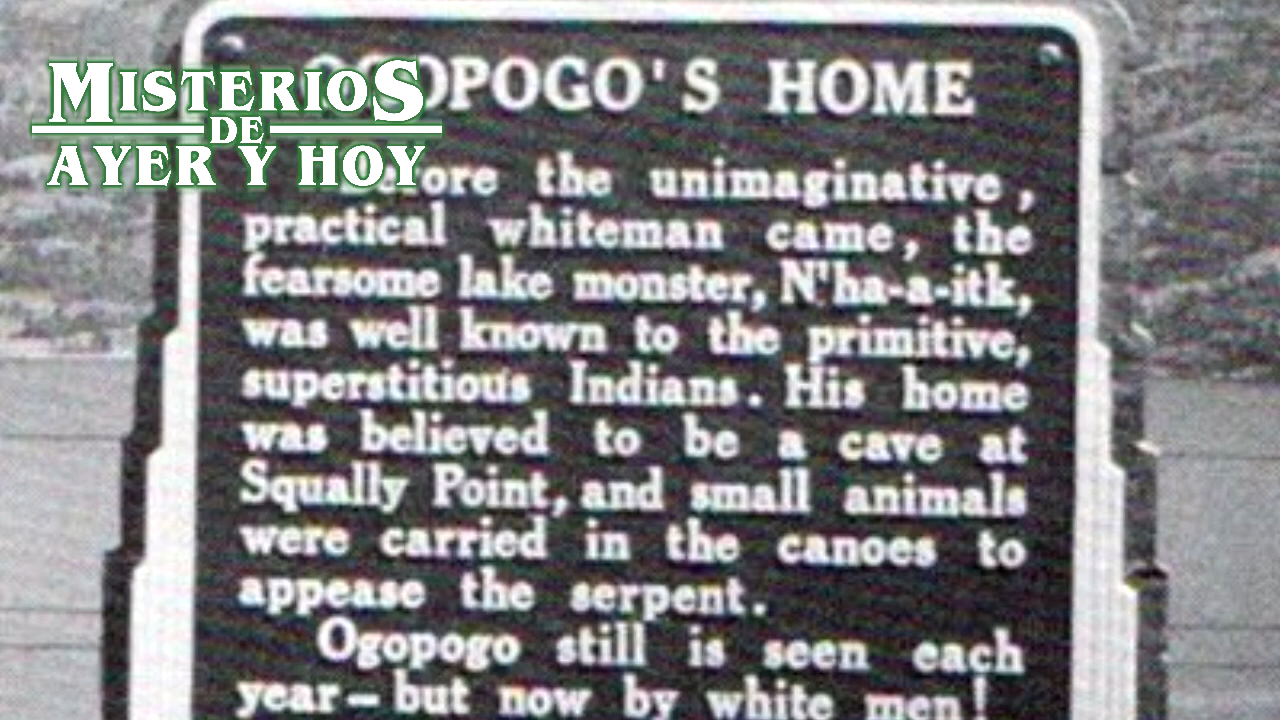 MISTERIOS
DE
AYER Y HOY
OGOPOGO'S HOME
Before the unimaginative,
practical whiteman came, the
fearsome lake monster, N'ha-a-itk,
was well known to the primitive,
superstitious Indians. His home
was believed to be a cave at
Squally Point, and small animals
were carried in the canoes to
appease the serpent.
Ogopogo still is seen each
year—but now by white men!